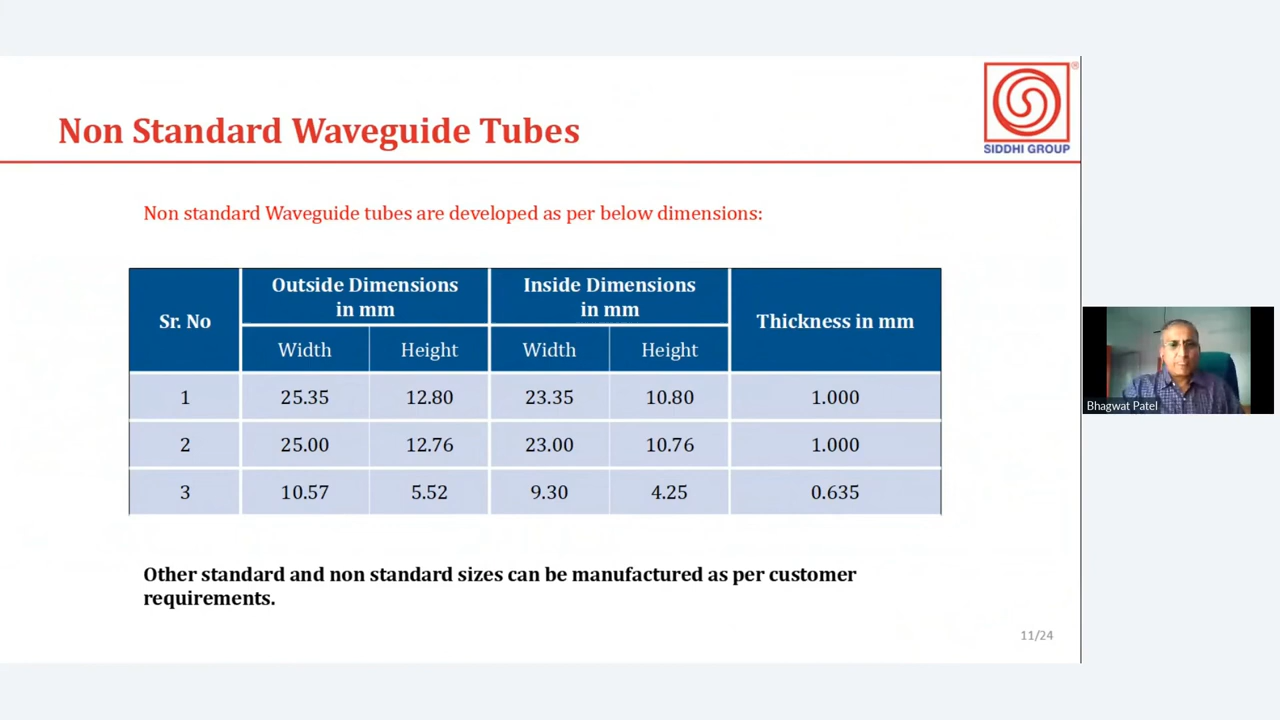 Non Standard Waveguide Tubes
®
SIDDHI GROUP
Non standard Waveguide tubes are developed as per below dimensions:
Sr. No
Outside Dimensions
in mm
Inside Dimensions
in mm
Thickness in mm
Width Height Width Height
1 25.35 12.80 23.35 10.80 1.000
2 25.00 12.76 23.00 10.76 1.000
3 10.57 5.52 9.30 4.25 0.635
Other standard and non standard sizes can be manufactured as per customer
requirements.
11/24
Bhagwat Patel